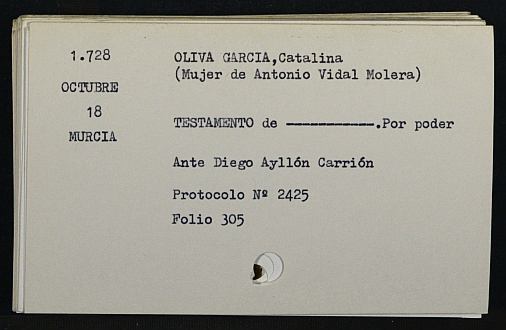 1.728
OCTUBRE
18
MURCIA
OLIVA GARCIA,Catalina
(Mujer de Antonio Vidal Molera)
TESTAMENTO de -----------.Por poder
Ante Diego Ayllón Carrión
Protocolo Nº 2425
Folio 305